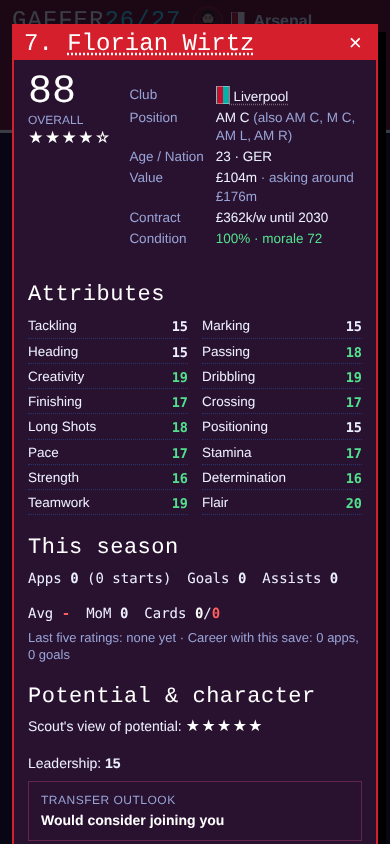 GAFFER26/27 Arsenal
7. Florian Wirtz ×
88
OVERALL
★★★★☆
Club Liverpool
Position AM C (also AM C, M C,
AM L, AM R)
Age / Nation 23 · GER
Value £104m · asking around
£176m
Contract £362k/w until 2030
Condition 100% · morale 72
Attributes
Tackling 15 Marking 15
Heading 15 Passing 18
Creativity 19 Dribbling 19
Finishing 17 Crossing 17
Long Shots 18 Positioning 15
Pace 17 Stamina 17
Strength 16 Determination 16
Teamwork 19 Flair 20
This season
Apps 0 (0 starts) Goals 0 Assists 0
Avg - MoM 0 Cards 0/0
Last five ratings: none yet · Career with this save: 0 apps,
0 goals
Potential & character
Scout's view of potential: ★★★★★
Leadership: 15
TRANSFER OUTLOOK
Would consider joining you